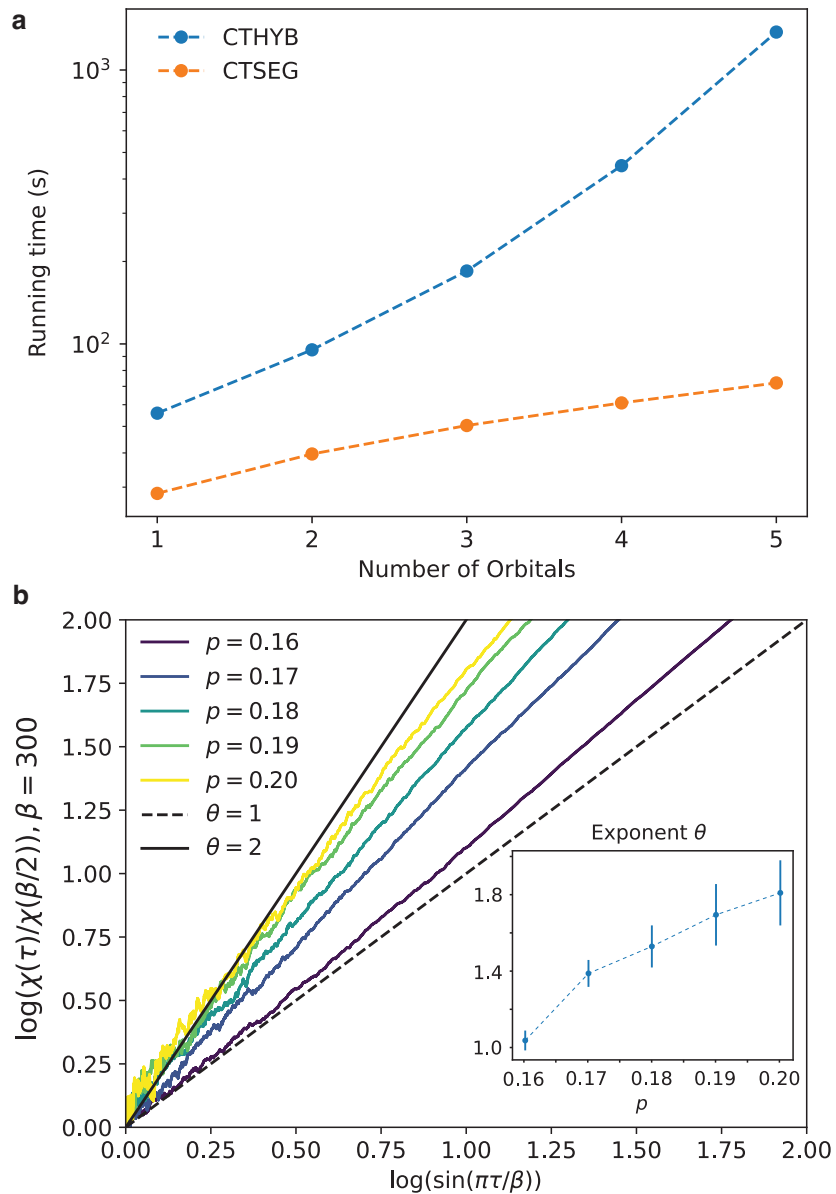 a
CTHYB
CTSEG
10³
10²
Running time (s)
1 2 3 4 5
Number of Orbitals
b
p = 0.16
p = 0.17
p = 0.18
p = 0.19
p = 0.20
θ = 1
θ = 2
2.00
1.75
1.50
1.25
1.00
0.75
0.50
0.25
0.00
log(χ(τ)/χ(β/2)), β = 300
Exponent θ
1.8
1.4
1.0
0.16 0.17 0.18 0.19 0.20
p
0.00 0.25 0.50 0.75 1.00 1.25 1.50 1.75 2.00
log(sin(πτ/β))